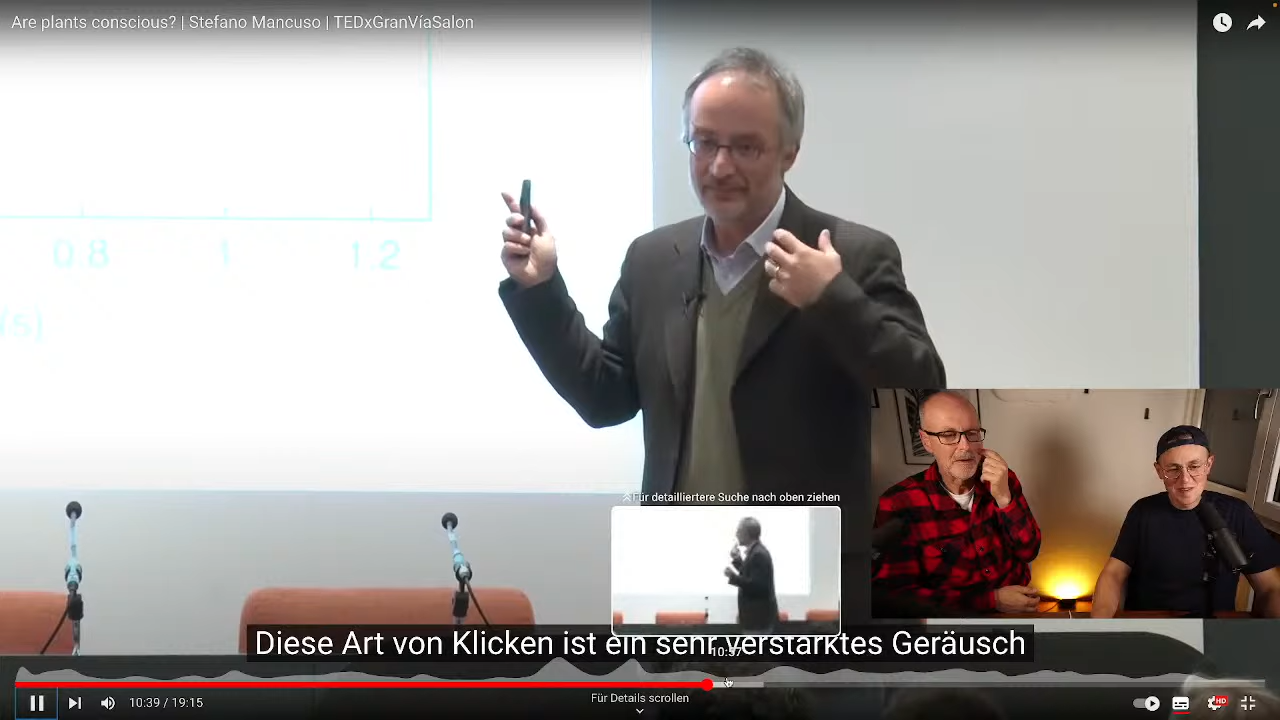 Are plants conscious? | Stefano Mancuso | TEDxGranVíaSalon
0.8 1 1.2
(s)
Für detailliertere Suche nach oben ziehen
Diese Art von Klicken ist ein sehr verstärktes Geräusch
10:57
10:39 / 19:15
Für Details scrollen
HD